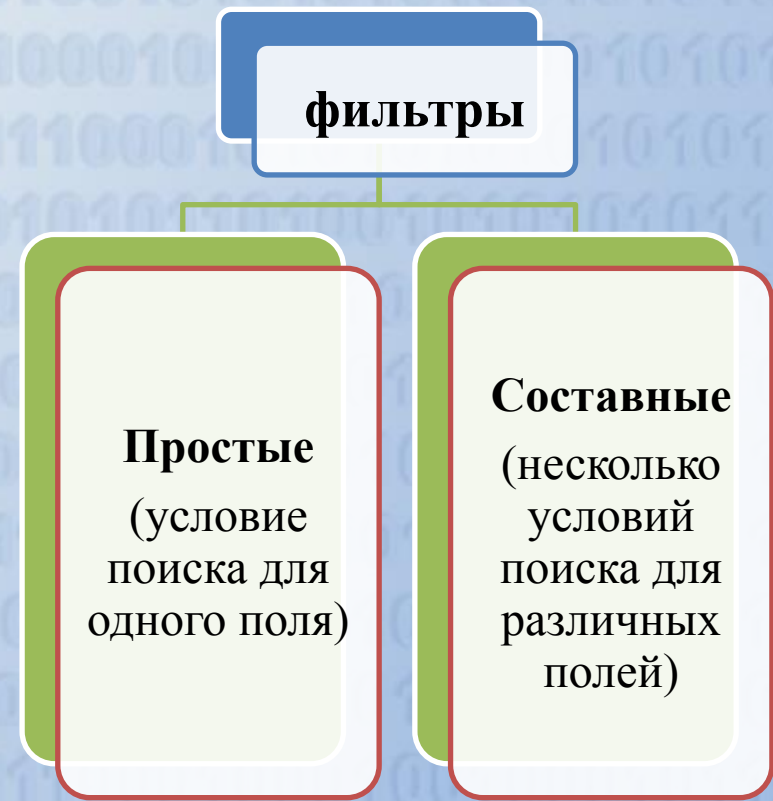 фильтры
Простые
(условие
поиска для
одного поля)
Составные
(несколько
условий
поиска для
различных
полей)